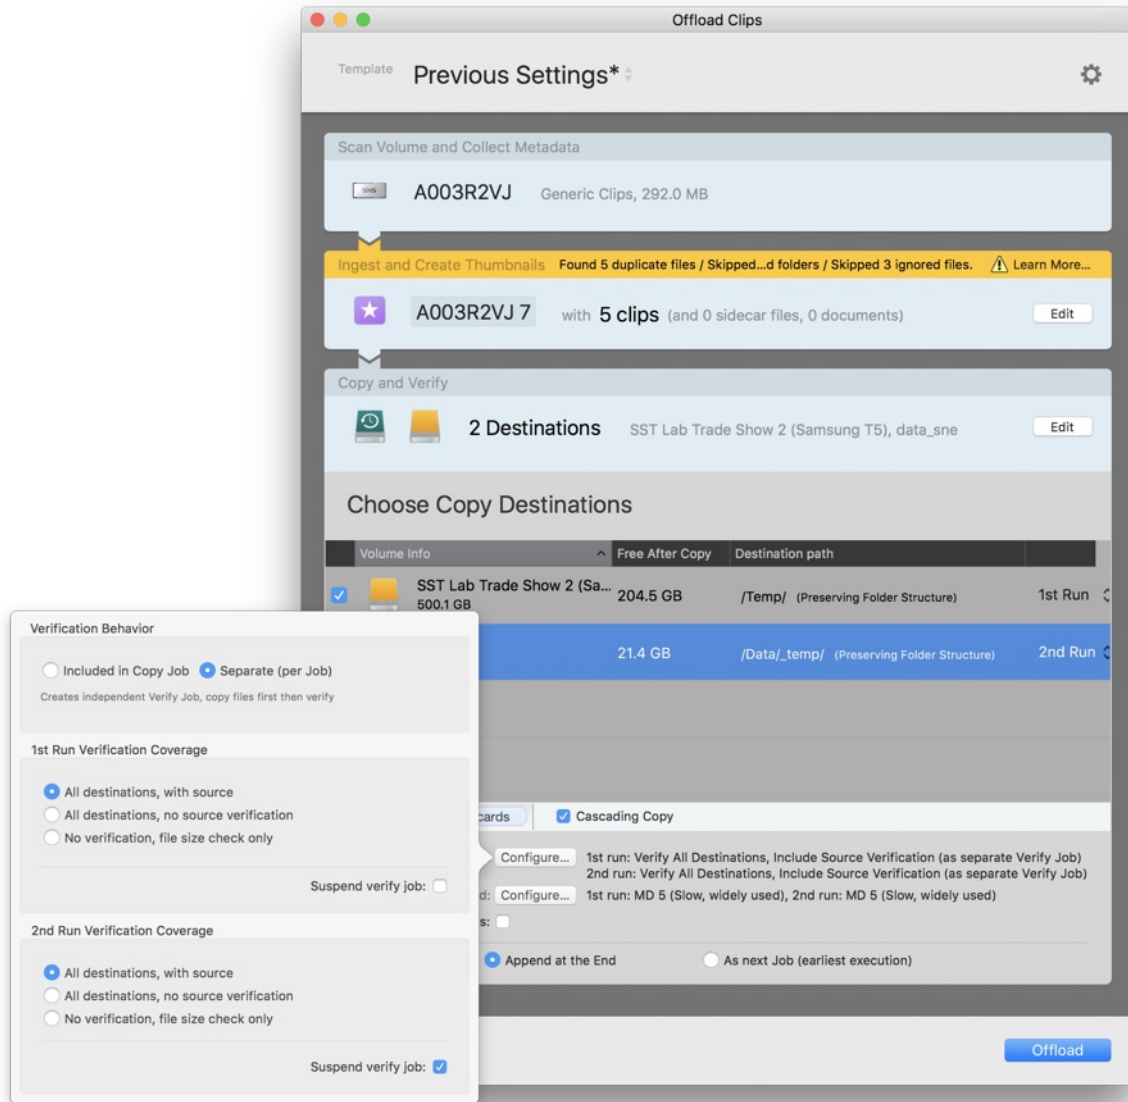 Offload Clips
Template Previous Settings*
Scan Volume and Collect Metadata
SxS
A003R2VJ Generic Clips, 292.0 MB
Ingest and Create Thumbnails Found 5 duplicate files / Skipped...d folders / Skipped 3 ignored files. Learn More...
A003R2VJ 7 with 5 clips (and 0 sidecar files, 0 documents) Edit
Copy and Verify
2 Destinations SST Lab Trade Show 2 (Samsung T5), data_sne Edit
Choose Copy Destinations
Volume Info Free After Copy Destination path
SST Lab Trade Show 2 (Sa... 204.5 GB /Temp/ (Preserving Folder Structure) 1st Run
500.1 GB
21.4 GB /Data/_temp/ (Preserving Folder Structure) 2nd Run
cards Cascading Copy
Configure... 1st run: Verify All Destinations, Include Source Verification (as separate Verify Job)
2nd run: Verify All Destinations, Include Source Verification (as separate Verify Job)
d: Configure... 1st run: MD 5 (Slow, widely used), 2nd run: MD 5 (Slow, widely used)
s:
Append at the End As next Job (earliest execution)
Offload
Verification Behavior
Included in Copy Job Separate (per Job)
Creates independent Verify Job, copy files first then verify
1st Run Verification Coverage
All destinations, with source
All destinations, no source verification
No verification, file size check only
Suspend verify job:
2nd Run Verification Coverage
All destinations, with source
All destinations, no source verification
No verification, file size check only
Suspend verify job: